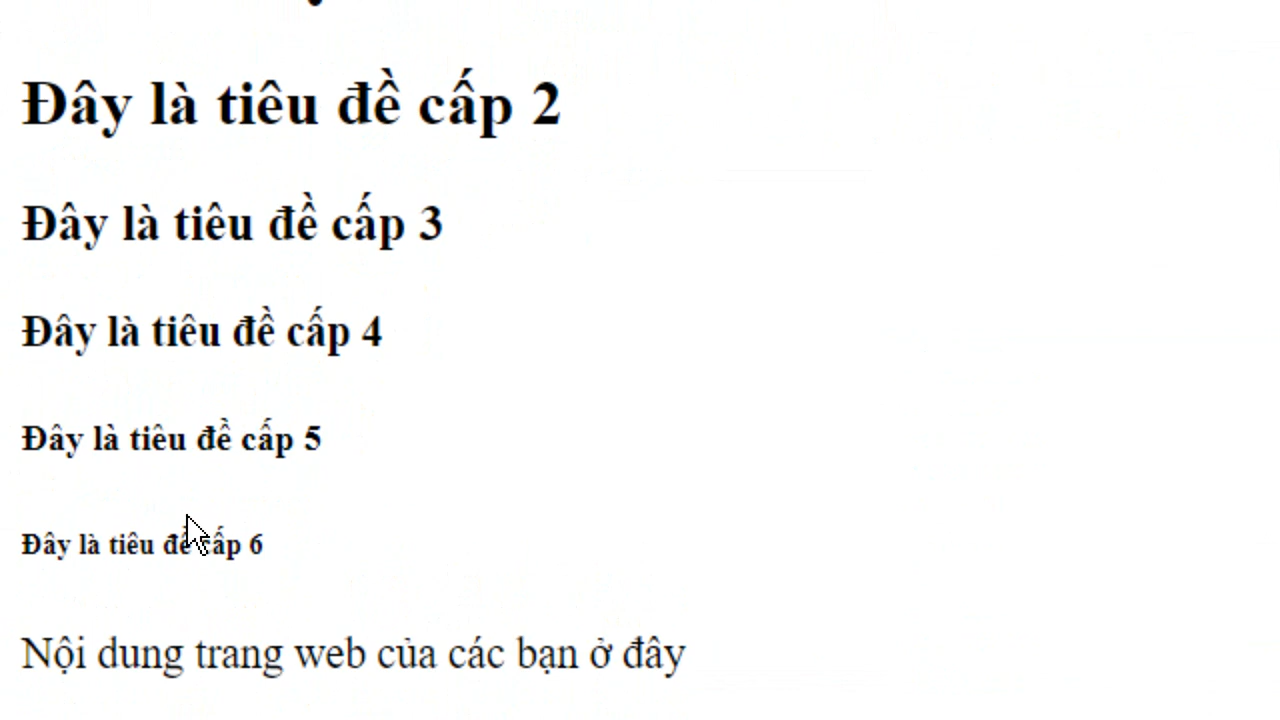 Đây là tiêu đề cấp 2
Đây là tiêu đề cấp 3
Đây là tiêu đề cấp 4
Đây là tiêu đề cấp 5
Đây là tiêu đề cấp 6
Nội dung trang web của các bạn ở đây